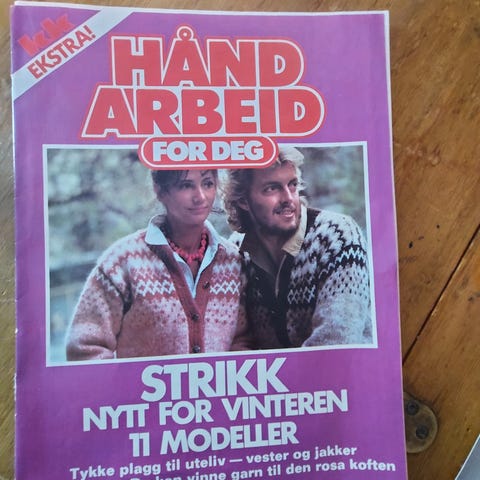 kk
EKSTRA!
HÅND
ARBEID
FOR DEG
STRIKK
NYTT FOR VINTEREN
11 MODELLER
Tykke plagg til uteliv — vester og jakker
vinne garn til den rosa koften